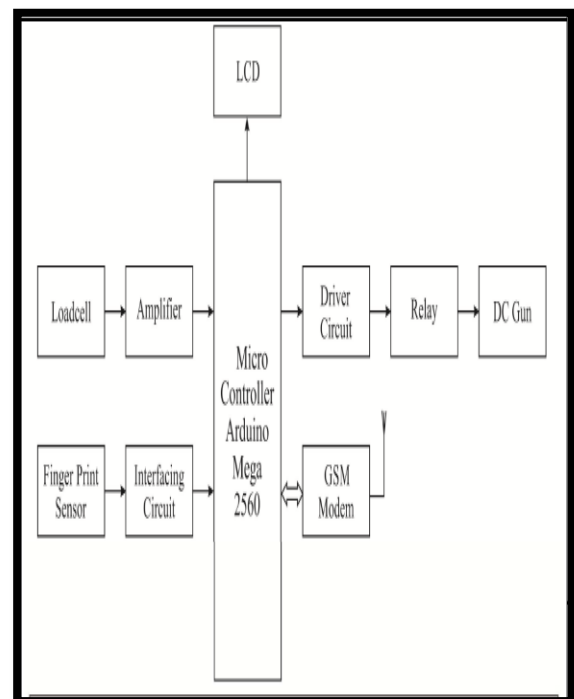 LCD
Loadcell
Amplifier
Driver
Circuit
Relay
DC Gun
Micro
Controller
Arduino
Mega
2560
Finger Print
Sensor
Interfacing
Circuit
GSM
Modem